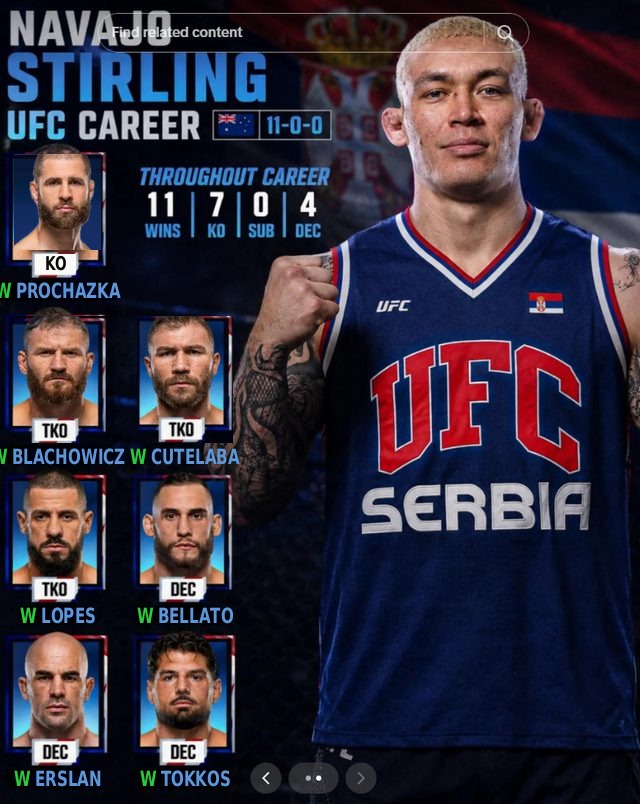 NAVAJO
Find related content
STIRLING
UFC CAREER
11-0-0
THROUGHOUT CAREER
11 7 0 4
WINS KO SUB DEC
KO
W PROCHAZKA
TKO TKO
W BLACHOWICZ W CUTELABA
TKO DEC
W LOPES W BELLATO
DEC DEC
W ERSLAN W TOKKOS
UFC
UFC
SERBIA